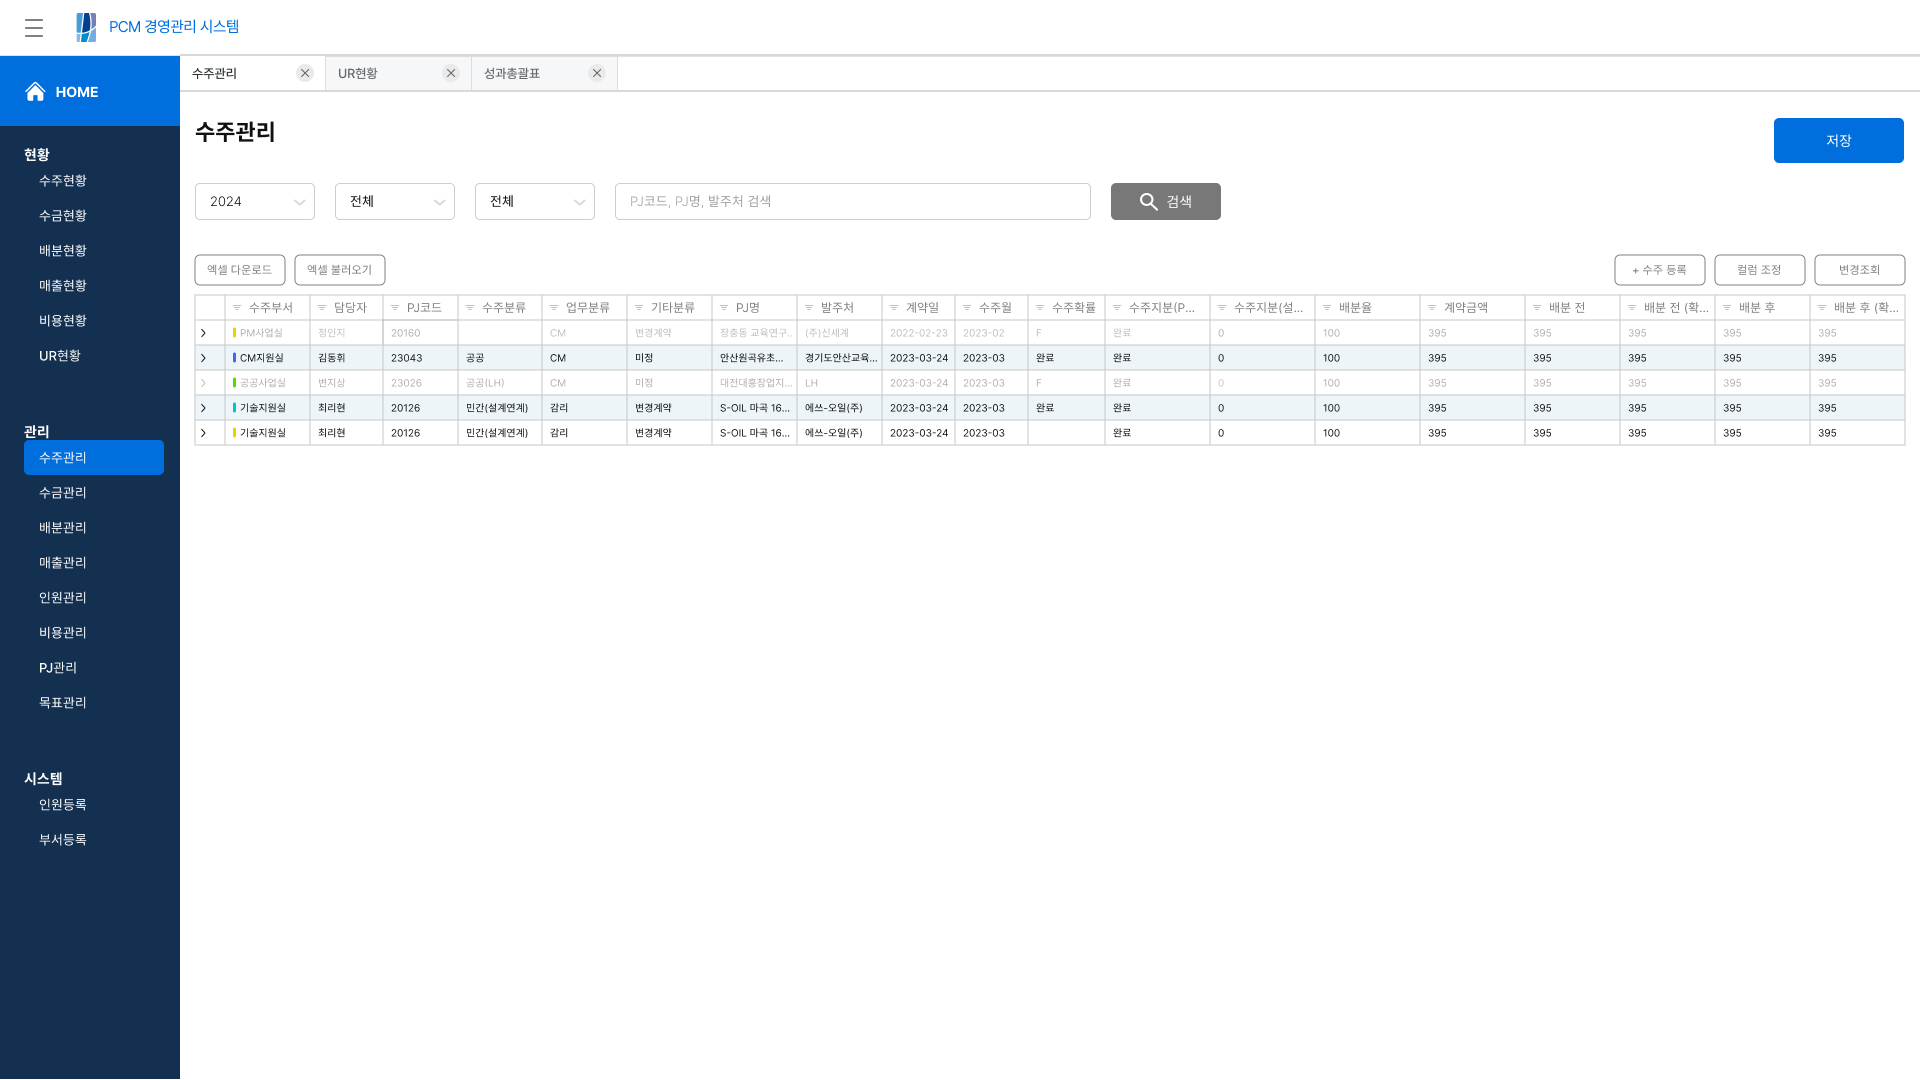 PCM 경영관리 시스템
HOME
현황
수주현황
수금현황
배분현황
매출현황
비용현황
UR현황
관리
수주관리
수금관리
배분관리
매출관리
인원관리
비용관리
PJ관리
목표관리
시스템
인원등록
부서등록
수주관리 UR현황 성과총괄표
수주관리
저장
2024 전체 전체 PJ코드, PJ명, 발주처 검색 검색
엑셀 다운로드 엑셀 불러오기 + 수주 등록 컬럼 조정 변경조회
수주부서 담당자 PJ코드 수주분류 업무분류 기타분류 PJ명 발주처 계약일 수주월 수주확률 수주지분(P... 수주지분(설... 배분율 계약금액 배분 전 배분 전 (확... 배분 후 배분 후 (확...
PM사업실 정인지 20160 CM 변경계약 장충동 교육연구.. (주)신세계 2022-02-23 2023-02 F 완료 0 100 395 395 395 395 395
CM지원실 김동휘 23043 공공 CM 미정 안산원곡유초... 경기도안산교육... 2023-03-24 2023-03 완료 완료 0 100 395 395 395 395 395
공공사업실 변지상 23026 공공(LH) CM 미정 대전대흥창업지... LH 2023-03-24 2023-03 F 완료 0 100 395 395 395 395 395
기술지원실 최리현 20126 민간(설계연계) 감리 변경계약 S-OIL 마곡 16... 에쓰-오일(주) 2023-03-24 2023-03 완료 완료 0 100 395 395 395 395 395
기술지원실 최리현 20126 민간(설계연계) 감리 변경계약 S-OIL 마곡 16... 에쓰-오일(주) 2023-03-24 2023-03 완료 0 100 395 395 395 395 395